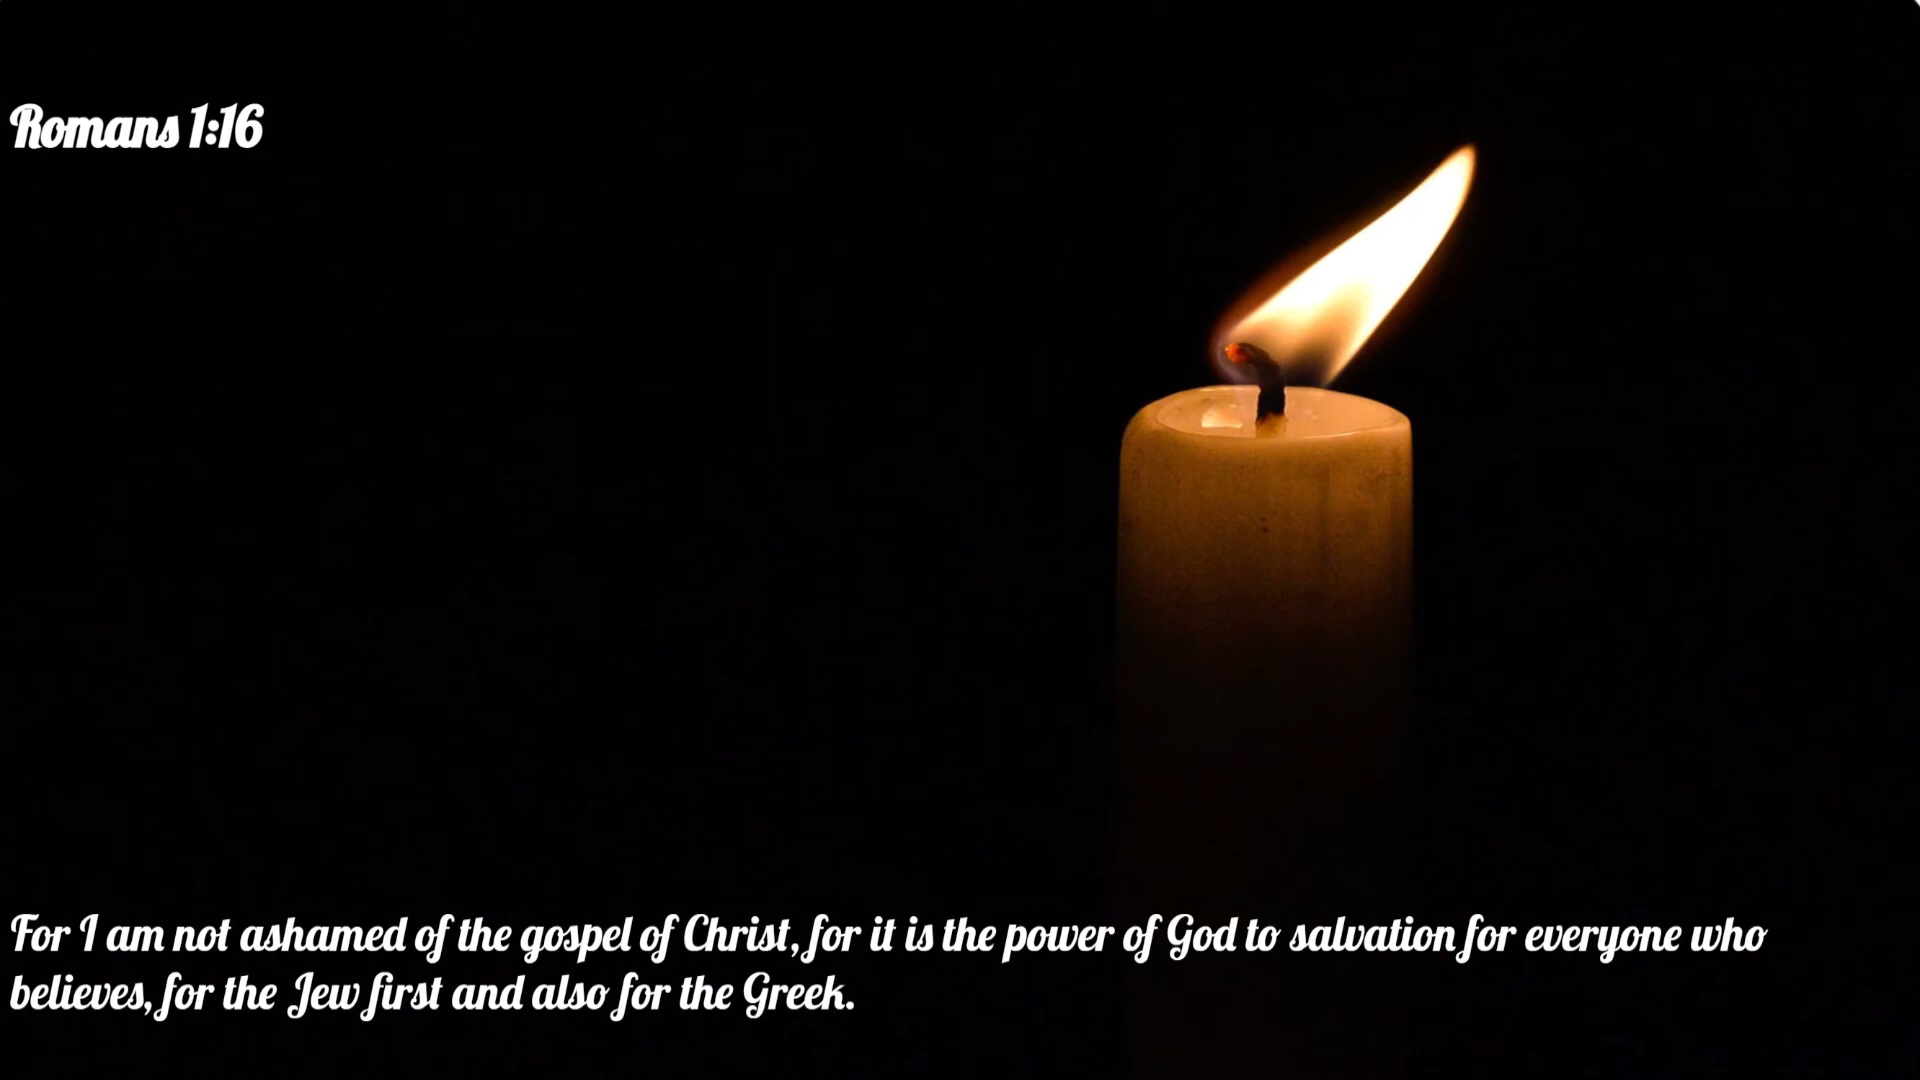 Romans 1:16
For I am not ashamed of the gospel of Christ, for it is the power of God to salvation for everyone who
believes, for the Jew first and also for the Greek.